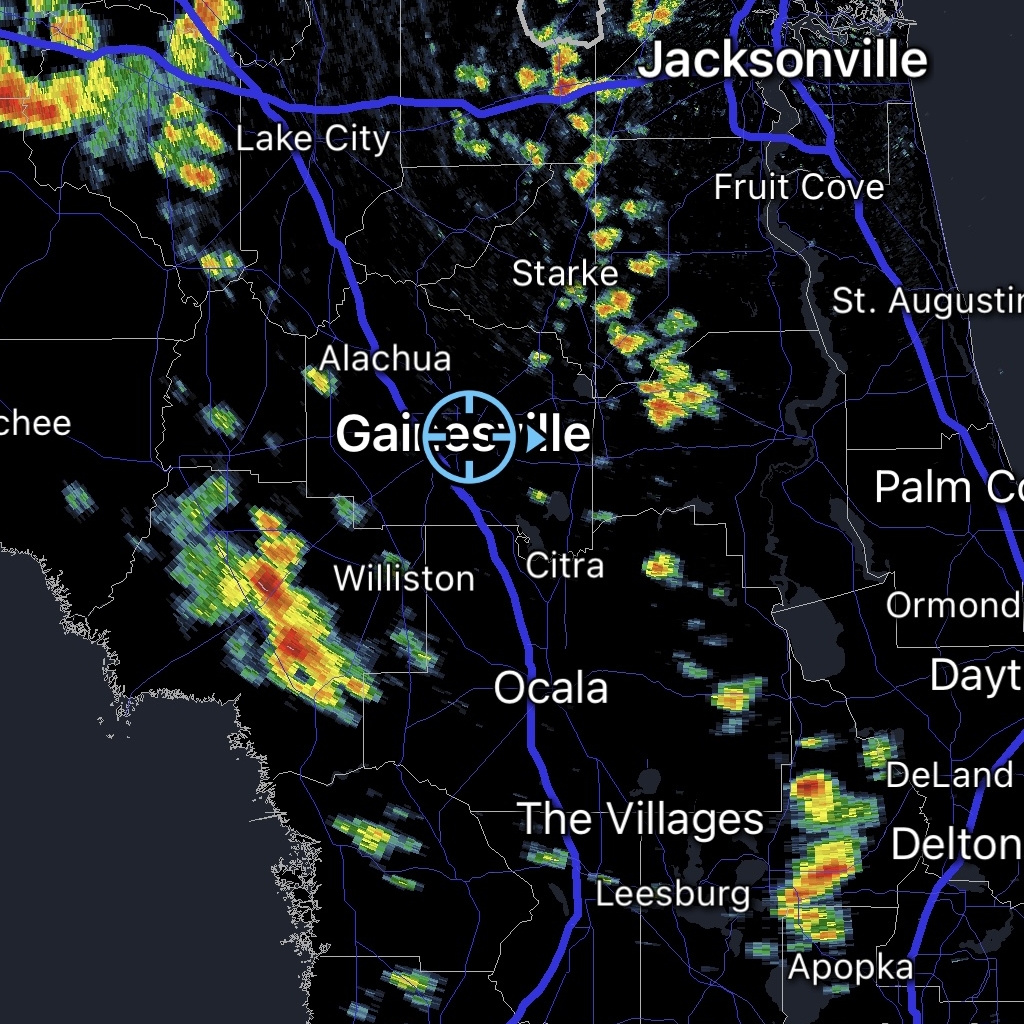 Jacksonville
Lake City
Fruit Cove
Starke
St. Augustin
Alachua
chee
Gainesville
Palm Co
Citra
Williston
Ormond
Dayt
Ocala
DeLand
The Villages
Delton
Leesburg
Apopka